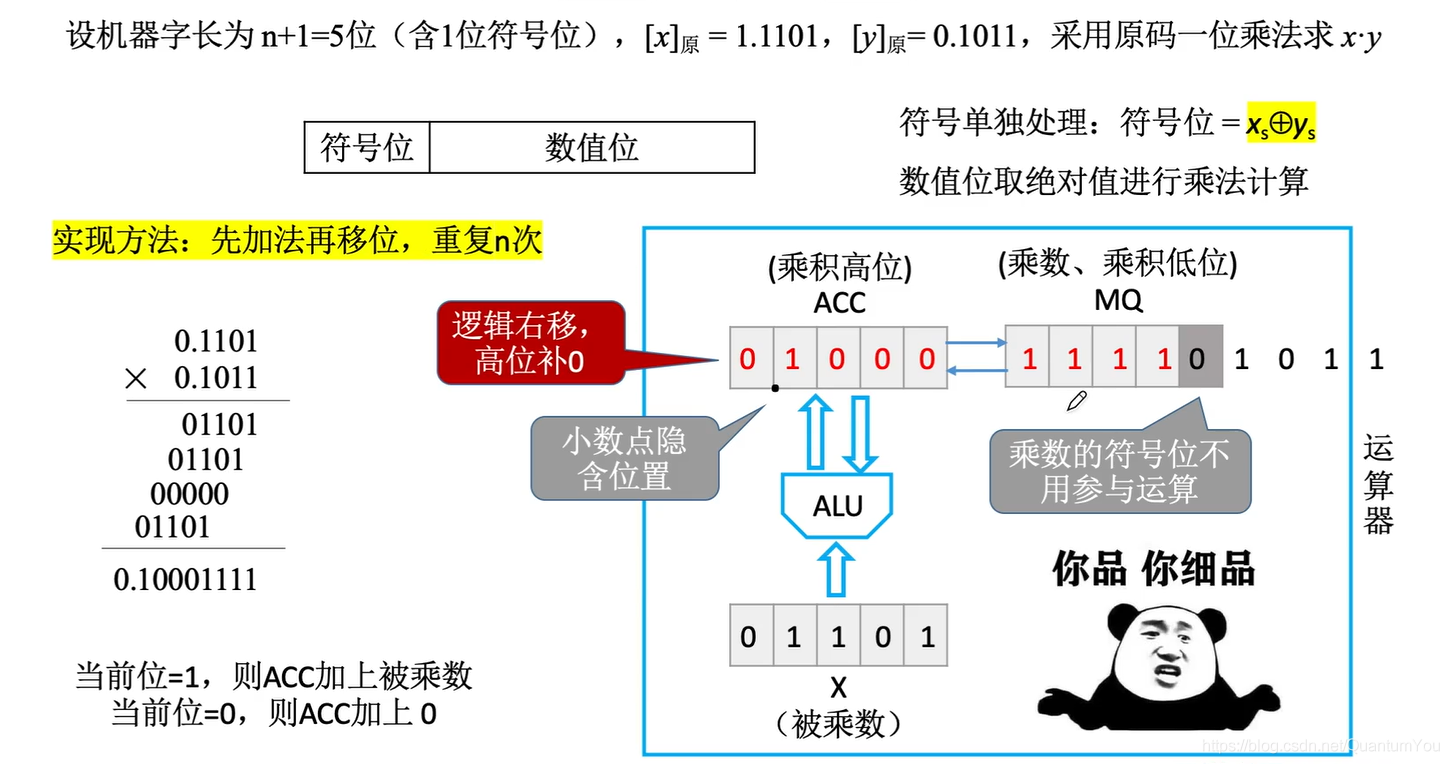 设机器字长为 n+1=5位（含1位符号位），[x]原 = 1.1101，[y]原= 0.1011，采用原码一位乘法求 x·y
符号位 数值位
符号单独处理：符号位 = xs⊕ys
数值位取绝对值进行乘法计算
实现方法：先加法再移位，重复n次
0.1101
× 0.1011
01101
01101
00000
01101
0.10001111
当前位=1，则ACC加上被乘数
当前位=0，则ACC加上 0
(乘积高位)
ACC
(乘数、乘积低位)
MQ
逻辑右移，
高位补0
0 1 0 0 0
1 1 1 1 0 1 0 1 1
小数点隐
含位置
乘数的符号位不
用参与运算
ALU
运
算
器
0 1 1 0 1
X
（被乘数）
你品 你细品
https://blog.csdn.net/QuantumYou